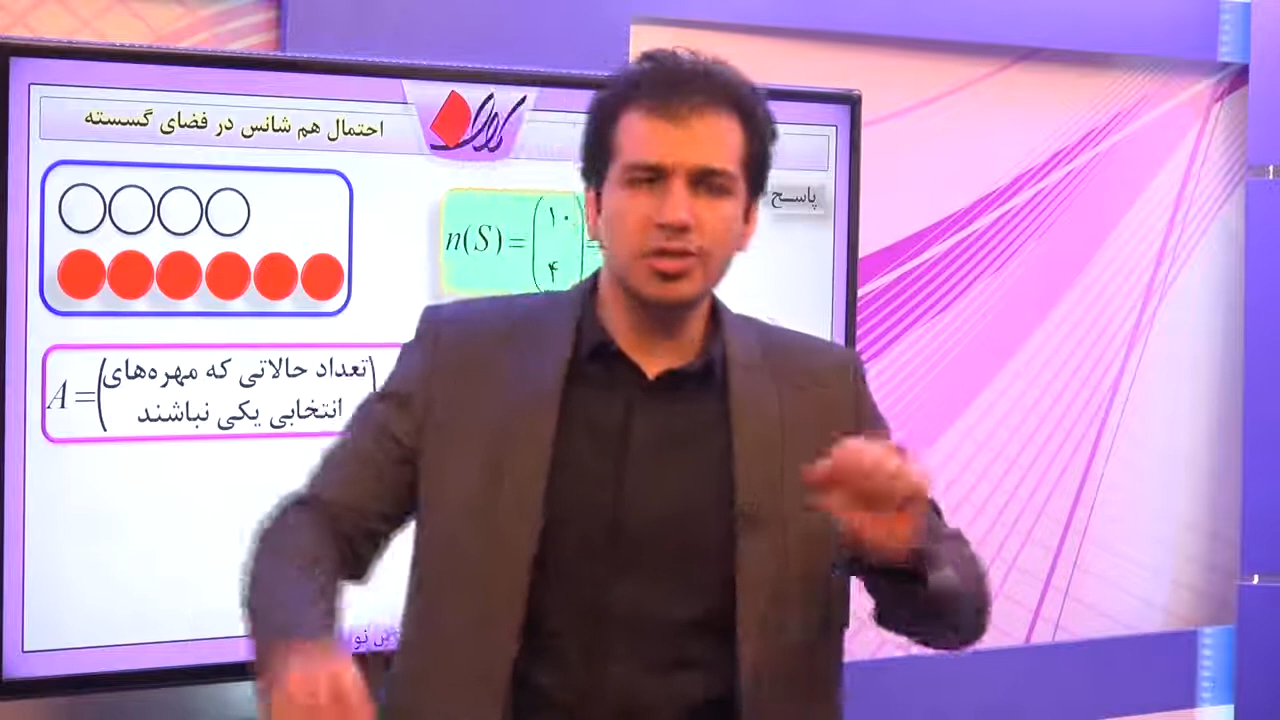 احتمال هم شانس در فضای گسسته
پاسخ
n(S) = (۱۰ ۴) =
A = (تعداد حالاتی که مهره‌های
انتخابی یکی نباشند)